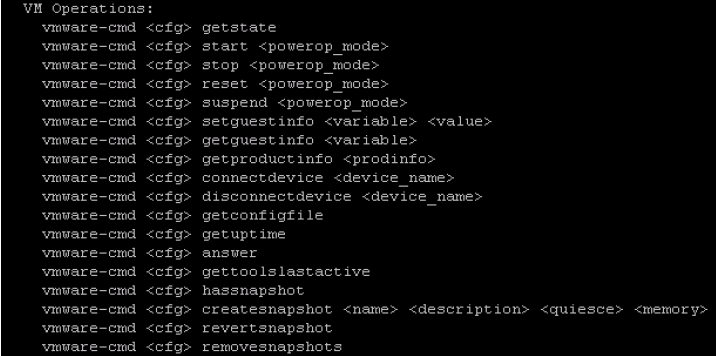 VM Operations:
vmware-cmd <cfg> getstate
vmware-cmd <cfg> start <powerop_mode>
vmware-cmd <cfg> stop <powerop_mode>
vmware-cmd <cfg> reset <powerop_mode>
vmware-cmd <cfg> suspend <powerop_mode>
vmware-cmd <cfg> setguestinfo <variable> <value>
vmware-cmd <cfg> getguestinfo <variable>
vmware-cmd <cfg> getproductinfo <prodinfo>
vmware-cmd <cfg> connectdevice <device_name>
vmware-cmd <cfg> disconnectdevice <device_name>
vmware-cmd <cfg> getconfigfile
vmware-cmd <cfg> getuptime
vmware-cmd <cfg> answer
vmware-cmd <cfg> gettoolslastactive
vmware-cmd <cfg> hassnapshot
vmware-cmd <cfg> createsnapshot <name> <description> <quiesce> <memory>
vmware-cmd <cfg> revertsnapshot
vmware-cmd <cfg> removesnapshots